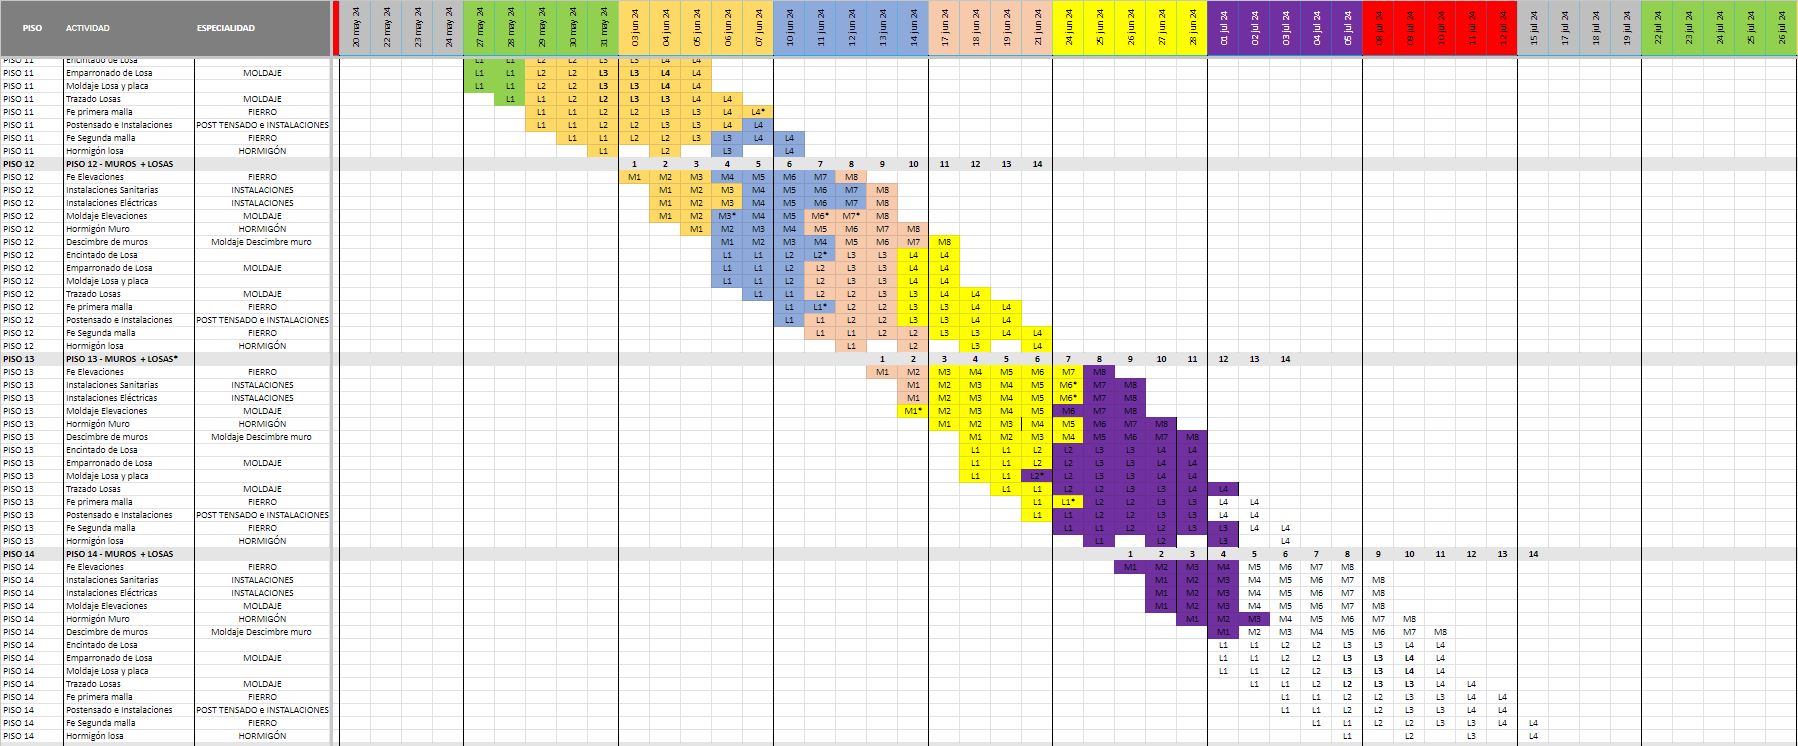 PISO ACTIVIDAD ESPECIALIDAD 20 may 24 22 may 24 23 may 24 24 may 24 27 may 24 28 may 24 29 may 24 30 may 24 31 may 24 03 jun 24 04 jun 24 05 jun 24 06 jun 24 07 jun 24 10 jun 24 11 jun 24 12 jun 24 13 jun 24 14 jun 24 17 jun 24 18 jun 24 19 jun 24 21 jun 24 24 jun 24 25 jun 24 26 jun 24 27 jun 24 28 jun 24 01 jul 24 02 jul 24 03 jul 24 04 jul 24 05 jul 24 08 jul 24 09 jul 24 10 jul 24 11 jul 24 12 jul 24 15 jul 24 17 jul 24 18 jul 24 19 jul 24 22 jul 24 23 jul 24 24 jul 24 25 jul 24 26 jul 24
PISO 11 Encintado de Losa L1 L1 L2 L2 L3 L3 L4 L4
PISO 11 Emparronado de Losa MOLDAJE L1 L1 L2 L2 L3 L3 L4 L4
PISO 11 Moldaje Losa y placa L1 L1 L2 L2 L3 L3 L4 L4
PISO 11 Trazado Losas MOLDAJE L1 L1 L2 L2 L3 L3 L4 L4
PISO 11 Fe primera malla FIERRO L1 L1 L2 L2 L3 L3 L4 L4*
PISO 11 Postensado e Instalaciones POST TENSADO e INSTALACIONES L1 L1 L2 L2 L3 L3 L4 L4
PISO 11 Fe Segunda malla FIERRO L1 L1 L2 L2 L3 L3 L4 L4
PISO 11 Hormigón losa HORMIGÓN L1 L2 L3 L4
PISO 12 PISO 12 - MUROS + LOSAS 1 2 3 4 5 6 7 8 9 10 11 12 13 14
PISO 12 Fe Elevaciones FIERRO M1 M2 M3 M4 M5 M6 M7 M8
PISO 12 Instalaciones Sanitarias INSTALACIONES M1 M2 M3 M4 M5 M6 M7 M8
PISO 12 Instalaciones Eléctricas INSTALACIONES M1 M2 M3 M4 M5 M6 M7 M8
PISO 12 Moldaje Elevaciones MOLDAJE M1 M2 M3* M4 M5 M6* M7* M8
PISO 12 Hormigón Muro HORMIGÓN M1 M2 M3 M4 M5 M6 M7 M8
PISO 12 Descimbre de muros Moldaje Descimbre muro M1 M2 M3 M4 M5 M6 M7 M8
PISO 12 Encintado de Losa L1 L1 L2 L2* L3 L3 L4 L4
PISO 12 Emparronado de Losa MOLDAJE L1 L1 L2 L2 L3 L3 L4 L4
PISO 12 Moldaje Losa y placa L1 L1 L2 L2 L3 L3 L4 L4
PISO 12 Trazado Losas MOLDAJE L1 L1 L2 L2 L3 L3 L4 L4
PISO 12 Fe primera malla FIERRO L1 L1* L2 L2 L3 L3 L4 L4
PISO 12 Postensado e Instalaciones POST TENSADO e INSTALACIONES L1 L1 L2 L2 L3 L3 L4 L4
PISO 12 Fe Segunda malla FIERRO L1 L1 L2 L2 L3 L3 L4 L4
PISO 12 Hormigón losa HORMIGÓN L1 L2 L3 L4
PISO 13 PISO 13 - MUROS + LOSAS* 1 2 3 4 5 6 7 8 9 10 11 12 13 14
PISO 13 Fe Elevaciones FIERRO M1 M2 M3 M4 M5 M6 M7 M8
PISO 13 Instalaciones Sanitarias INSTALACIONES M1 M2 M3 M4 M5 M6* M7 M8
PISO 13 Instalaciones Eléctricas INSTALACIONES M1 M2 M3 M4 M5 M6* M7 M8
PISO 13 Moldaje Elevaciones MOLDAJE M1* M2 M3 M4 M5 M6 M7 M8
PISO 13 Hormigón Muro HORMIGÓN M1 M2 M3 M4 M5 M6 M7 M8
PISO 13 Descimbre de muros Moldaje Descimbre muro M1 M2 M3 M4 M5 M6 M7 M8
PISO 13 Encintado de Losa L1 L1 L2 L2 L3 L3 L4 L4
PISO 13 Emparronado de Losa MOLDAJE L1 L1 L2 L2 L3 L3 L4 L4
PISO 13 Moldaje Losa y placa L1 L1 L2* L2 L3 L3 L4 L4
PISO 13 Trazado Losas MOLDAJE L1 L1 L2 L2 L3 L3 L4 L4
PISO 13 Fe primera malla FIERRO L1 L1* L2 L2 L3 L3 L4 L4
PISO 13 Postensado e Instalaciones POST TENSADO e INSTALACIONES L1 L1 L2 L2 L3 L3 L4 L4
PISO 13 Fe Segunda malla FIERRO L1 L1 L2 L2 L3 L3 L4 L4
PISO 13 Hormigón losa HORMIGÓN L1 L2 L3 L4
PISO 14 PISO 14 - MUROS + LOSAS 1 2 3 4 5 6 7 8 9 10 11 12 13 14
PISO 14 Fe Elevaciones FIERRO M1 M2 M3 M4 M5 M6 M7 M8
PISO 14 Instalaciones Sanitarias INSTALACIONES M1 M2 M3 M4 M5 M6 M7 M8
PISO 14 Instalaciones Eléctricas INSTALACIONES M1 M2 M3 M4 M5 M6 M7 M8
PISO 14 Moldaje Elevaciones MOLDAJE M1 M2 M3 M4 M5 M6 M7 M8
PISO 14 Hormigón Muro HORMIGÓN M1 M2 M3 M4 M5 M6 M7 M8
PISO 14 Descimbre de muros Moldaje Descimbre muro M1 M2 M3 M4 M5 M6 M7 M8
PISO 14 Encintado de Losa L1 L1 L2 L2 L3 L3 L4 L4
PISO 14 Emparronado de Losa MOLDAJE L1 L1 L2 L2 L3 L3 L4 L4
PISO 14 Moldaje Losa y placa L1 L1 L2 L2 L3 L3 L4 L4
PISO 14 Trazado Losas MOLDAJE L1 L1 L2 L2 L3 L3 L4 L4
PISO 14 Fe primera malla FIERRO L1 L1 L2 L2 L3 L3 L4 L4
PISO 14 Postensado e Instalaciones POST TENSADO e INSTALACIONES L1 L1 L2 L2 L3 L3 L4 L4
PISO 14 Fe Segunda malla FIERRO L1 L1 L2 L2 L3 L3 L4 L4
PISO 14 Hormigón losa HORMIGÓN L1 L2 L3 L4